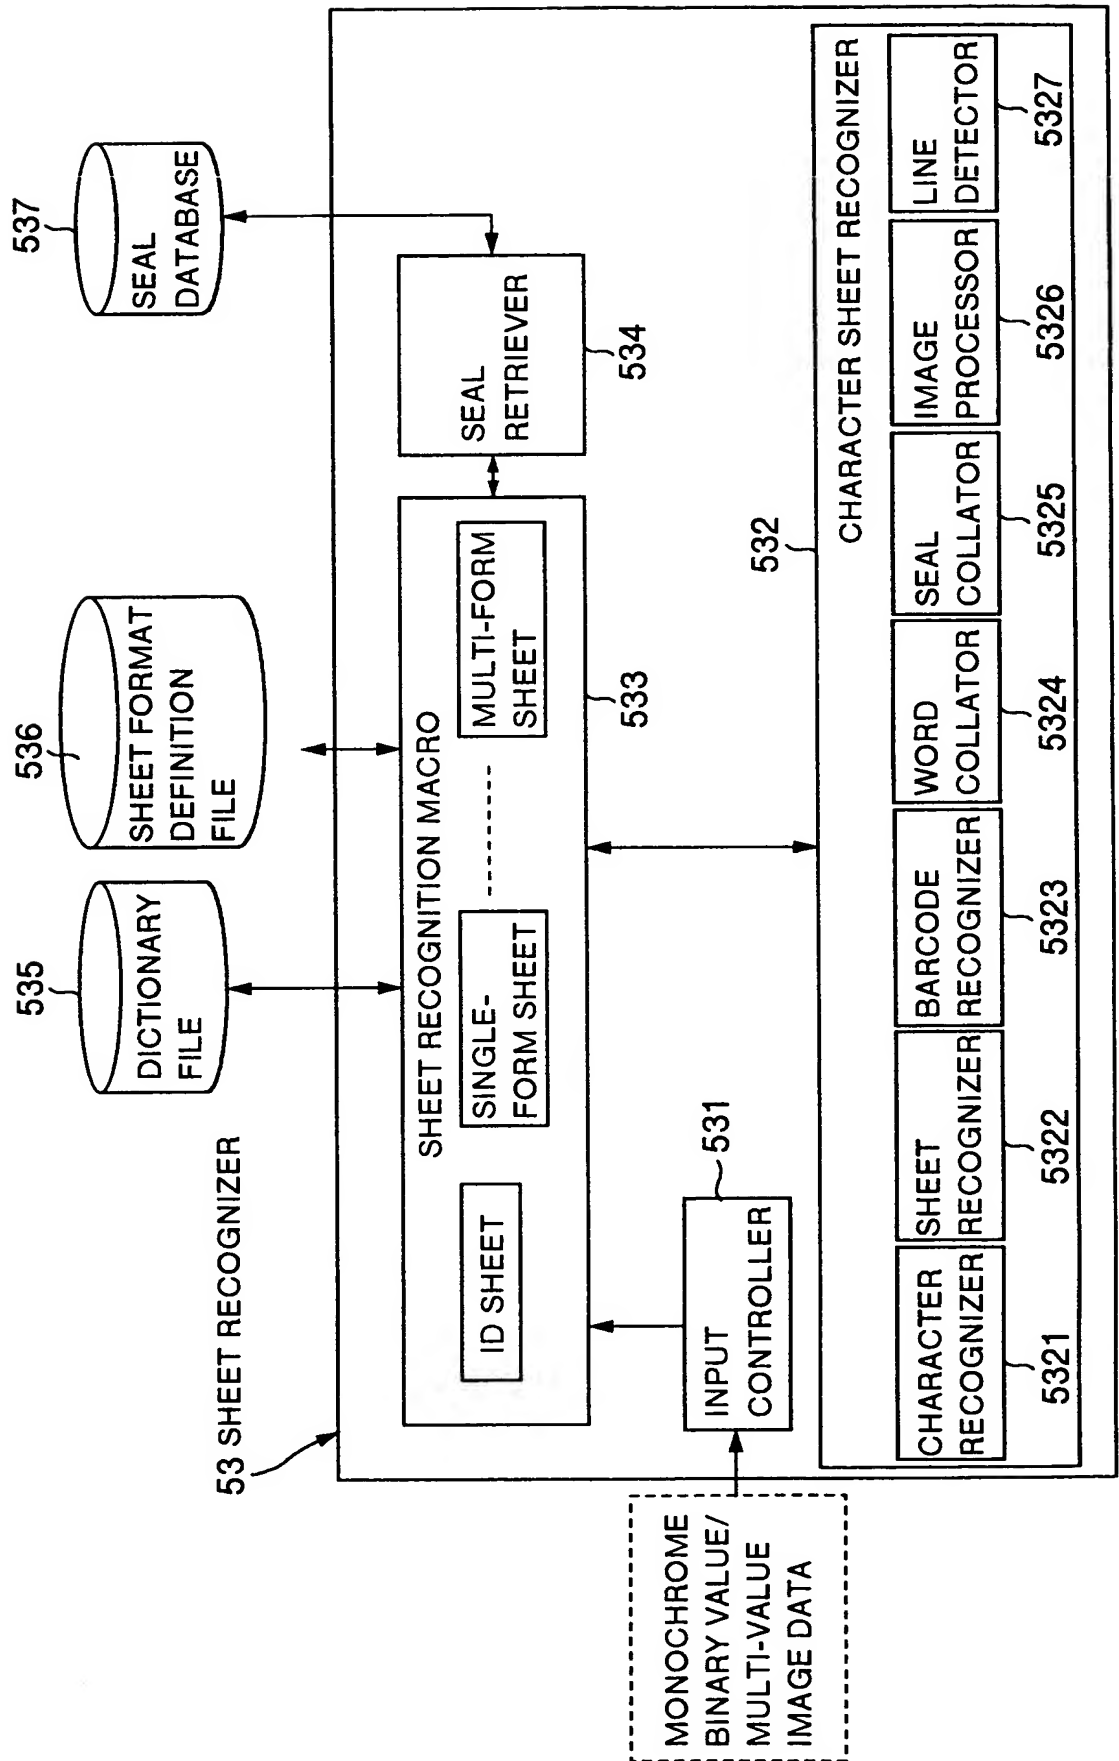 53 SHEET RECOGNIZER
535
DICTIONARY
FILE
536
SHEET FORMAT
DEFINITION
FILE
537
SEAL
DATABASE
SHEET RECOGNITION MACRO
ID SHEET
SINGLE-
FORM SHEET
MULTI-FORM
SHEET
533
SEAL
RETRIEVER
534
MONOCHROME
BINARY VALUE/
MULTI-VALUE
IMAGE DATA
INPUT
CONTROLLER
531
532
CHARACTER SHEET RECOGNIZER
CHARACTER
RECOGNIZER
5321
SHEET
RECOGNIZER
5322
BARCODE
RECOGNIZER
5323
WORD
COLLATOR
5324
SEAL
COLLATOR
5325
IMAGE
PROCESSOR
5326
LINE
DETECTOR
5327